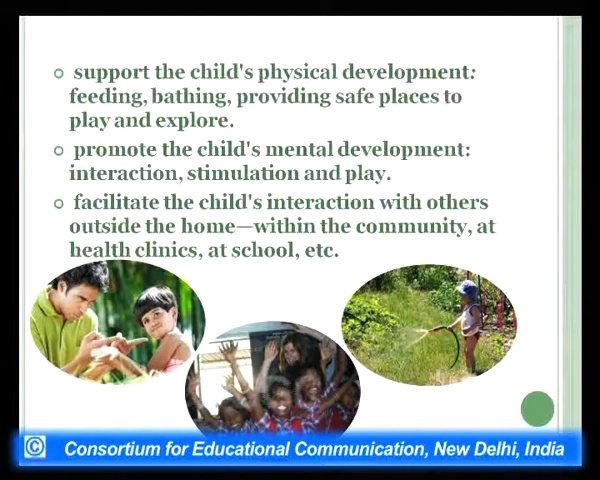 support the child's physical development:
feeding, bathing, providing safe places to
play and explore.
promote the child's mental development:
interaction, stimulation and play.
facilitate the child's interaction with others
outside the home—within the community, at
health clinics, at school, etc.
© Consortium for Educational Communication, New Delhi, India